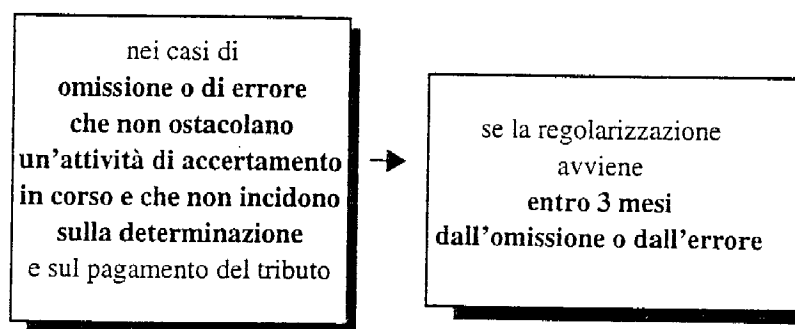 nei casi di
omissione o di errore
che non ostacolano
un'attività di accertamento
in corso e che non incidono
sulla determinazione
e sul pagamento del tributo
se la regolarizzazione
avviene
entro 3 mesi
dall'omissione o dall'errore